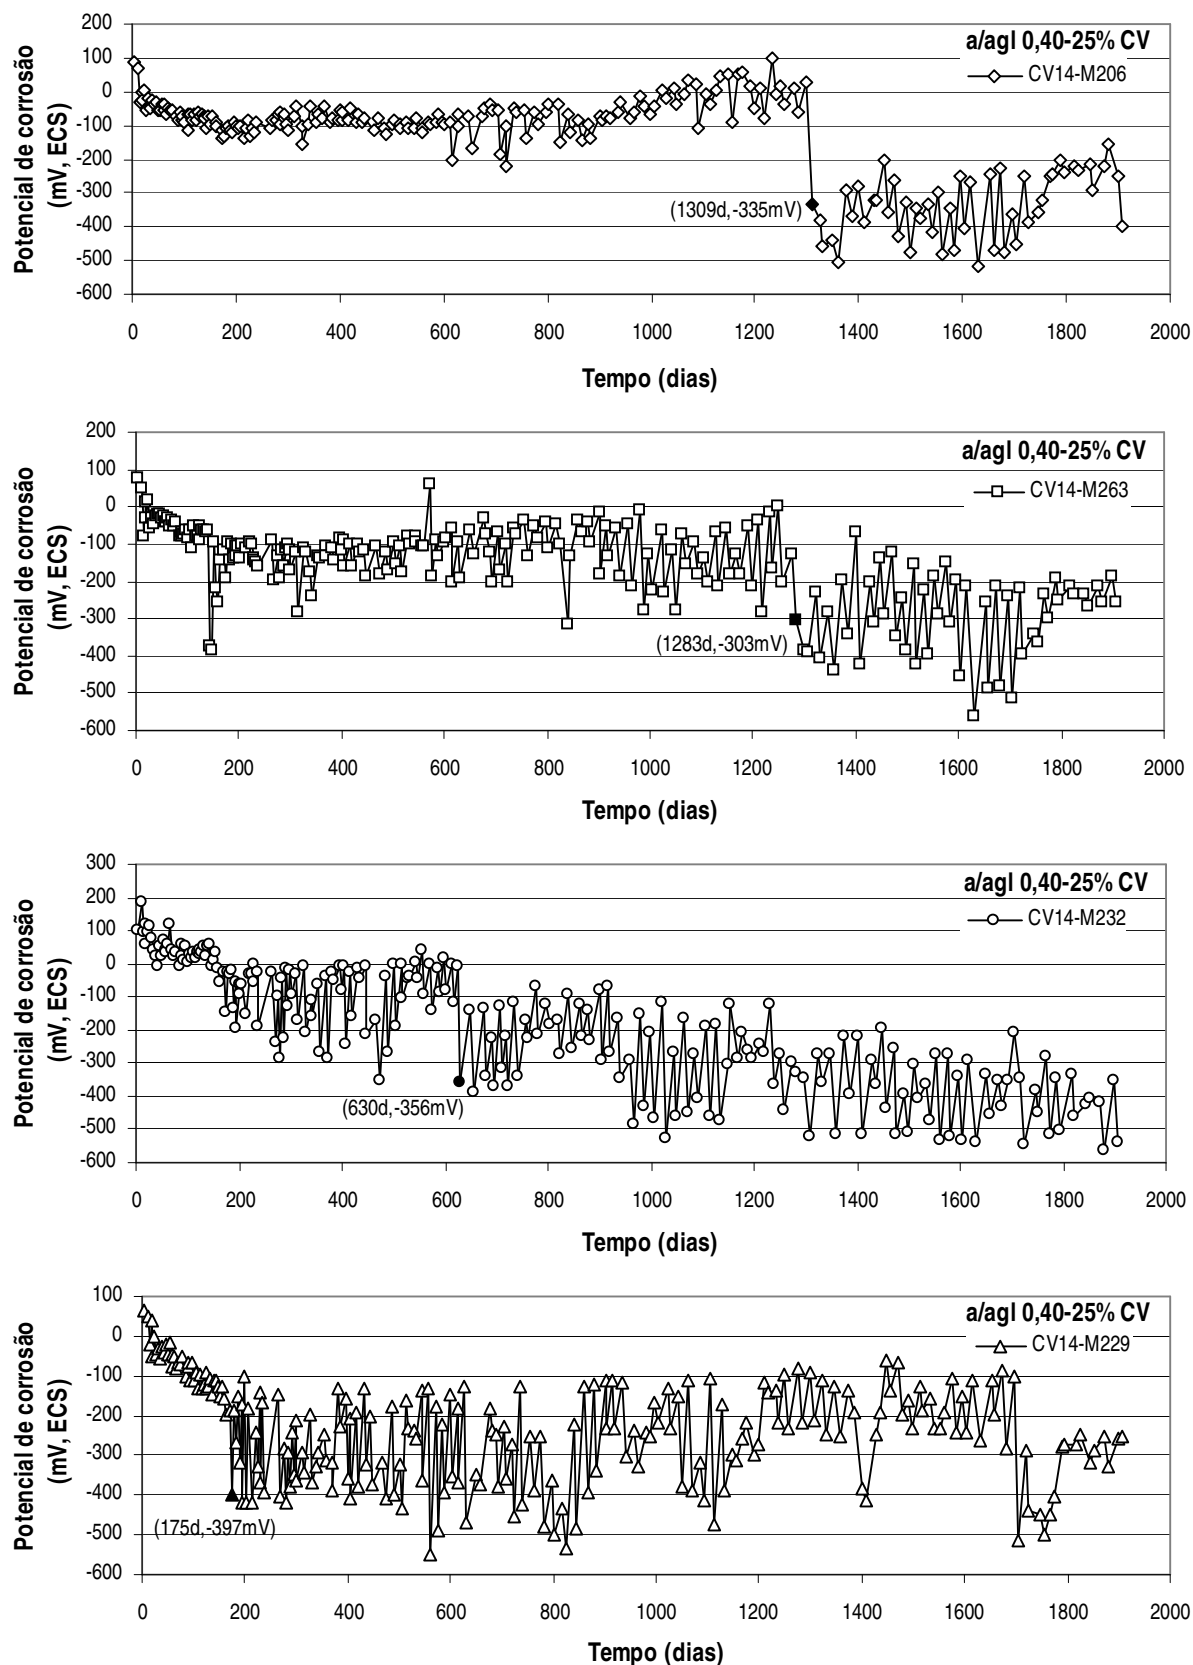 200
100
0
-100
-200
-300
-400
-500
-600
Potencial de corrosão
(mV, ECS)
a/agl 0,40-25% CV
CV14-M206
(1309d,-335mV)
0 200 400 600 800 1000 1200 1400 1600 1800 2000
Tempo (dias)
200
100
0
-100
-200
-300
-400
-500
-600
Potencial de corrosão
(mV, ECS)
a/agl 0,40-25% CV
CV14-M263
(1283d,-303mV)
0 200 400 600 800 1000 1200 1400 1600 1800 2000
Tempo (dias)
300
200
100
0
-100
-200
-300
-400
-500
-600
Potencial de corrosão
(mV, ECS)
a/agl 0,40-25% CV
CV14-M232
(630d,-356mV)
0 200 400 600 800 1000 1200 1400 1600 1800 2000
Tempo (dias)
100
0
-100
-200
-300
-400
-500
-600
Potencial de corrosão
(mV, ECS)
a/agl 0,40-25% CV
CV14-M229
(175d,-397mV)
0 200 400 600 800 1000 1200 1400 1600 1800 2000
Tempo (dias)